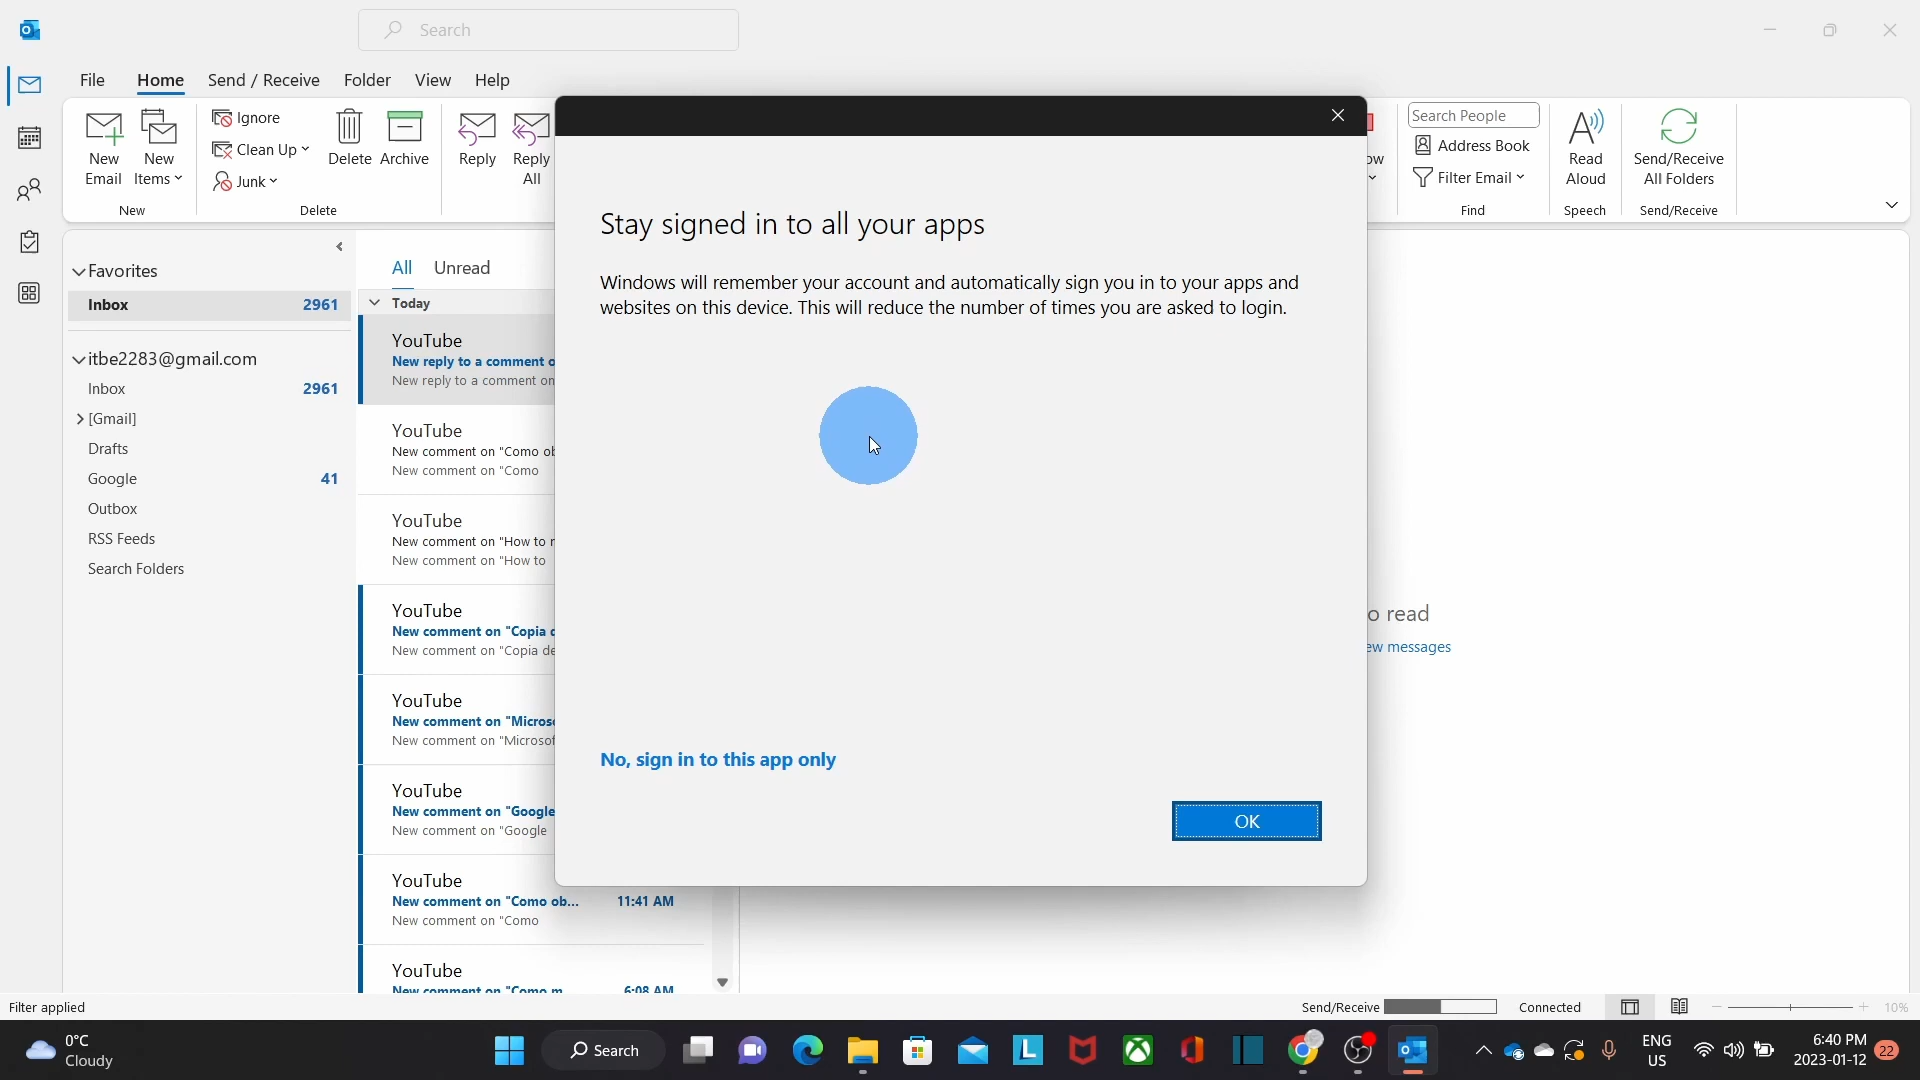 Search
File Home Send / Receive Folder View Help
New Email
New Items
Ignore
Clean Up
Junk
Delete
Archive
Reply
Reply All
Search People
Address Book
Filter Email
Read Aloud
Send/Receive All Folders
New
Delete
Find
Speech
Send/Receive
Favorites
Inbox 2961
itbe2283@gmail.com
Inbox 2961
[Gmail]
Drafts
Google 41
Outbox
RSS Feeds
Search Folders
All Unread
Today
YouTube
New reply to a comment o
New reply to a comment on
YouTube
New comment on "Como ob
New comment on "Como
YouTube
New comment on "How to r
New comment on "How to
YouTube
New comment on "Copia d
New comment on "Copia de
YouTube
New comment on "Microso
New comment on "Microsof
YouTube
New comment on "Google
New comment on "Google
YouTube
New comment on "Como ob... 11:41 AM
New comment on "Como
YouTube
New comment on "Como m 6:08 AM
Stay signed in to all your apps
Windows will remember your account and automatically sign you in to your apps and
websites on this device. This will reduce the number of times you are asked to login.
No, sign in to this app only
OK
o read
ew messages
Filter applied
Send/Receive
Connected
10%
0°C
Cloudy
Search
ENG
US
6:40 PM
2023-01-12
22